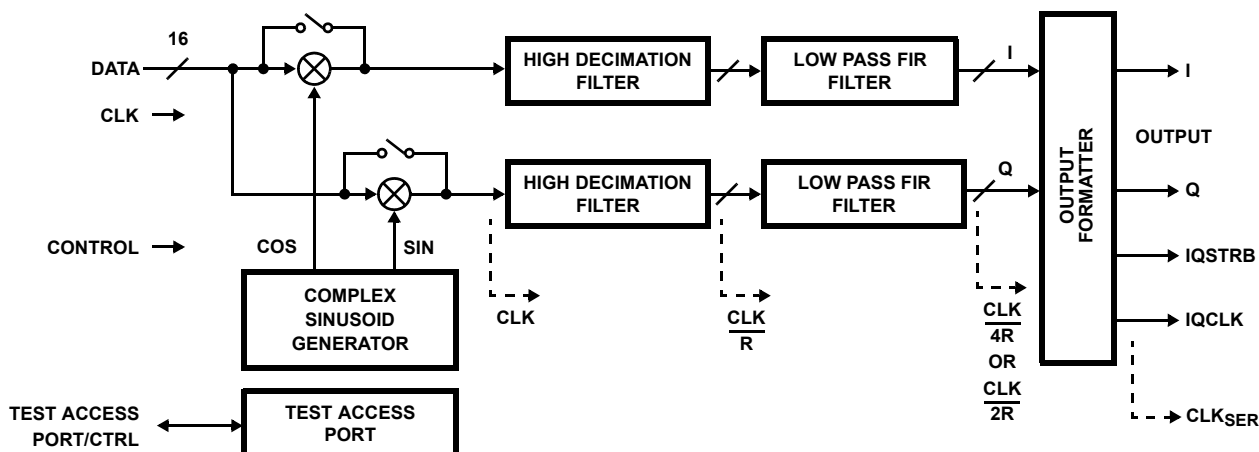 16
DATA
CLK
CONTROL
COS
SIN
COMPLEX
SINUSOID
GENERATOR
TEST ACCESS
PORT/CTRL
TEST ACCESS
PORT
HIGH DECIMATION
FILTER
LOW PASS FIR
FILTER
I
HIGH DECIMATION
FILTER
LOW PASS FIR
FILTER
Q
CLK
CLK
R
CLK
4R
OR
CLK
2R
OUTPUT
FORMATTER
I
OUTPUT
Q
IQSTRB
IQCLK
CLKSER